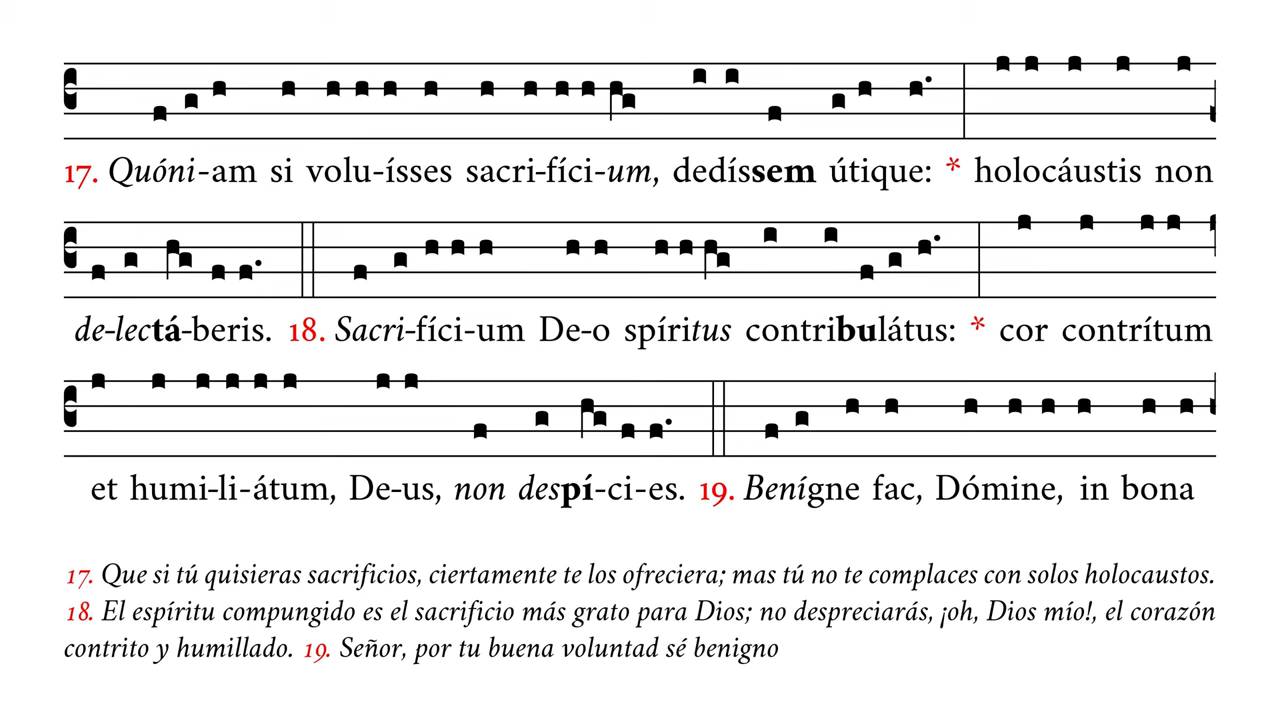 17. Quóni-am si volu-ísses sacri-fíci-um, dedíssem útique: * holocáustis non
de-lectá-beris. 18. Sacri-fíci-um De-o spíritus contribulátus: * cor contrítum
et humi-li-átum, De-us, non despí-ci-es. 19. Benígne fac, Dómine, in bona
17. Que si tú quisieras sacrificios, ciertamente te los ofreciera; mas tú no te complaces con solos holocaustos.
18. El espíritu compungido es el sacrificio más grato para Dios; no despreciarás, ¡oh, Dios mío!, el corazón
contrito y humillado. 19. Señor, por tu buena voluntad sé benigno